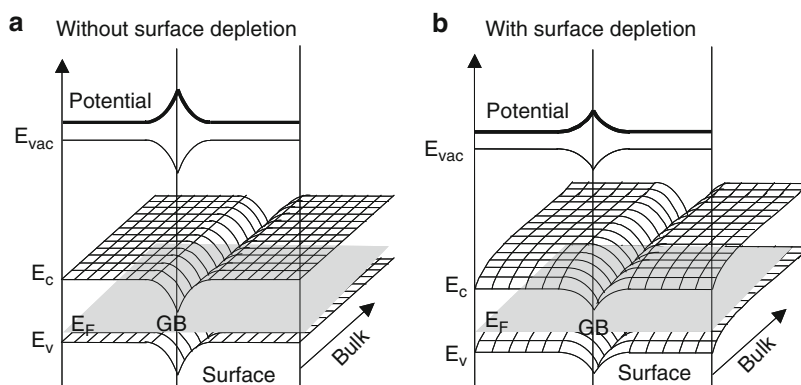 a
Without surface depletion
Potential
E_vac
E_c
E_F
GB
E_v
Surface
Bulk
b
With surface depletion
Potential
E_vac
E_c
E_F
GB
E_v
Surface
Bulk